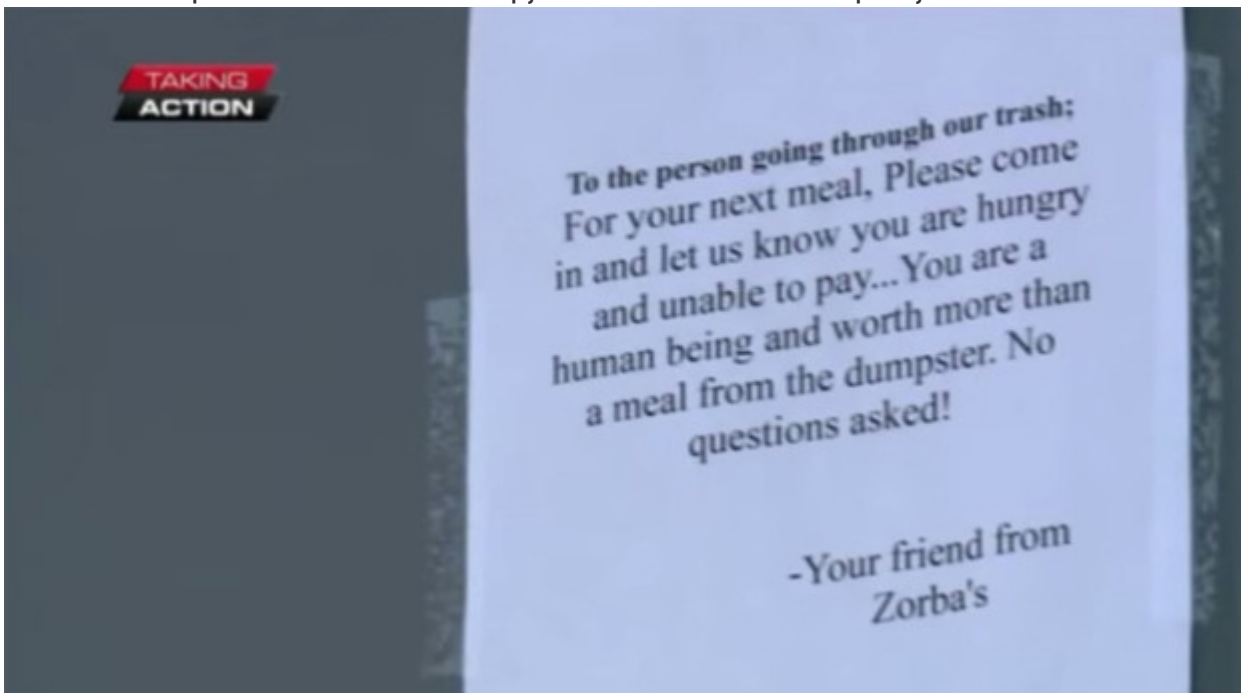 TAKING
ACTION
To the person going through our trash;
For your next meal, Please come
in and let us know you are hungry
and unable to pay...You are a
human being and worth more than
a meal from the dumpster. No
questions asked!
-Your friend from
Zorba's